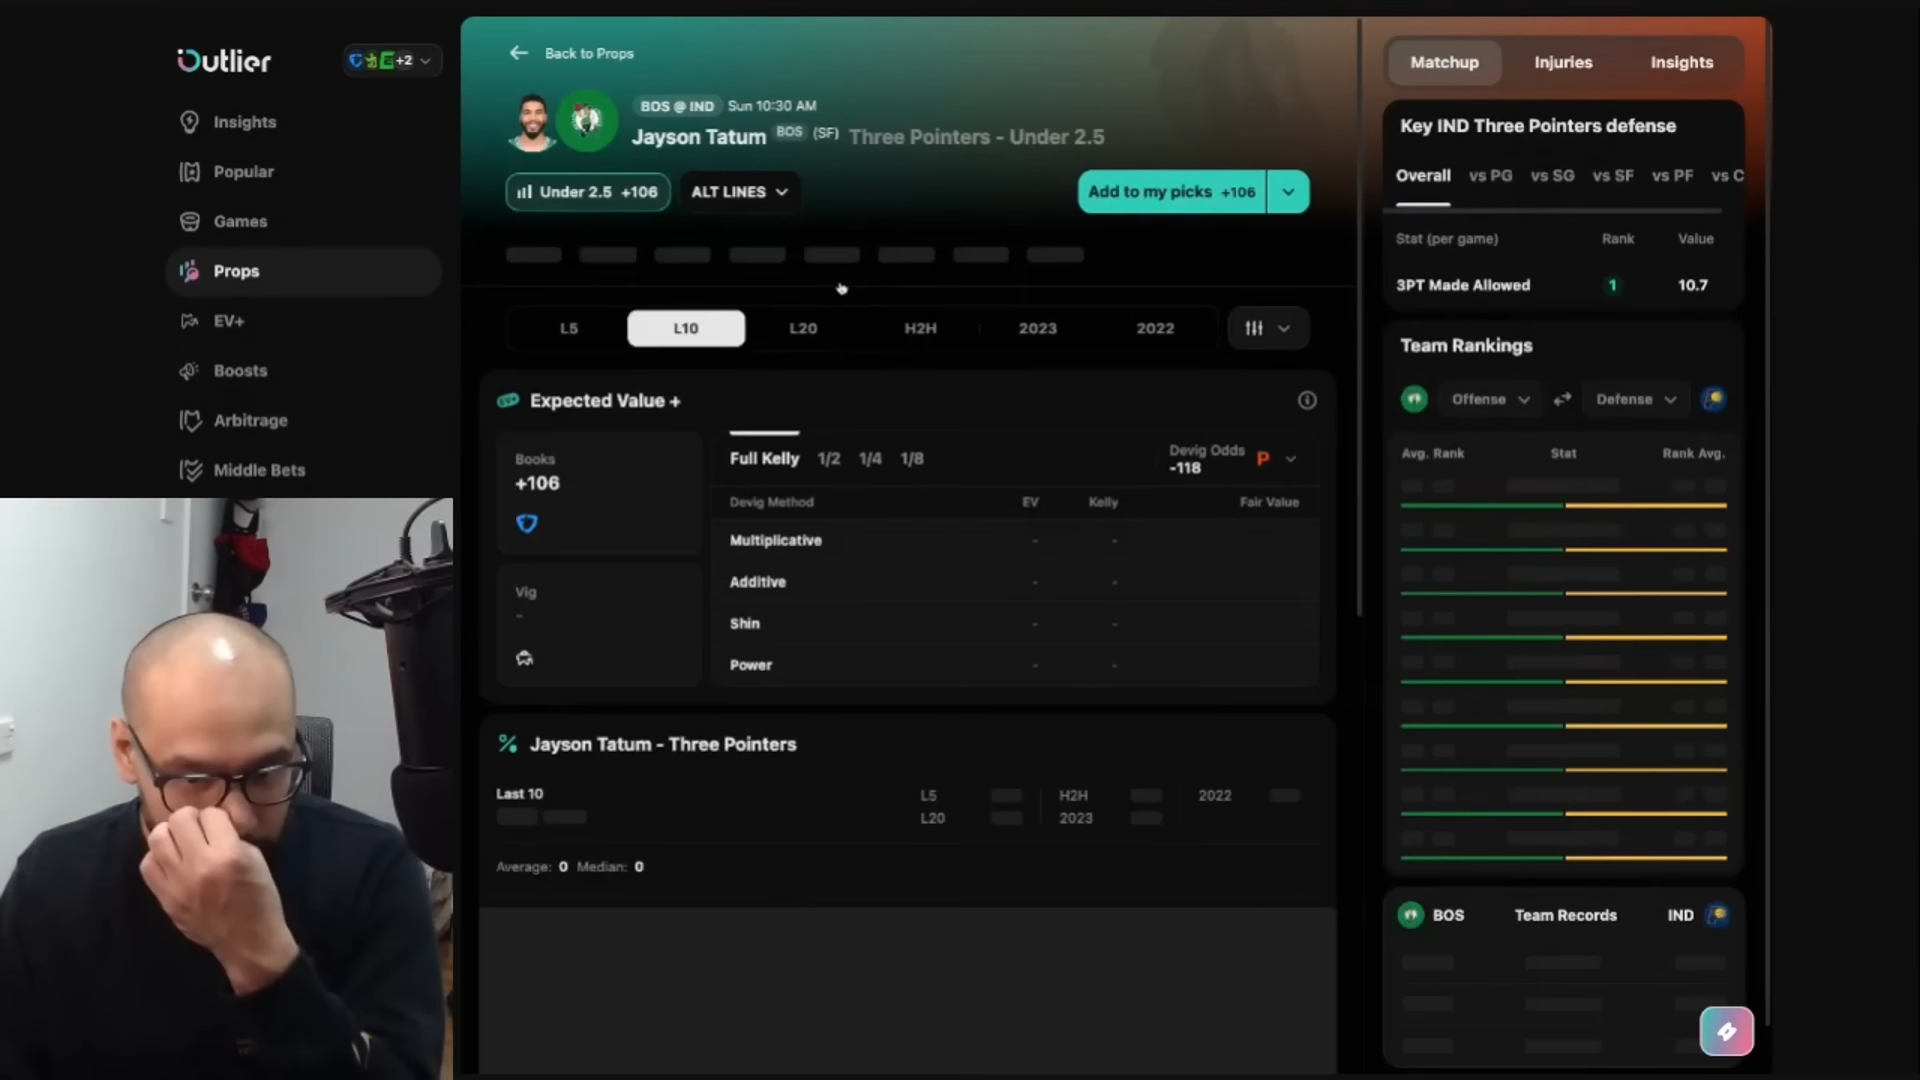 Outlier
+2
Insights
Popular
Games
Props
EV+
Boosts
Arbitrage
Middle Bets
Back to Props
BOS @ IND Sun 10:30 AM
Jayson Tatum BOS (SF) Three Pointers - Under 2.5
Under 2.5 +106
ALT LINES
Add to my picks +106
L5 L10 L20 H2H 2023 2022
Expected Value +
Books
+106
Vig
-
Full Kelly 1/2 1/4 1/8
Devig Odds
-118
P
Devig Method EV Kelly Fair Value
Multiplicative - -
Additive - -
Shin - -
Power - -
Jayson Tatum - Three Pointers
Last 10
L5 H2H 2022
L20 2023
Average: 0 Median: 0
Matchup Injuries Insights
Key IND Three Pointers defense
Overall vs PG vs SG vs SF vs PF vs C
Stat (per game) Rank Value
3PT Made Allowed 1 10.7
Team Rankings
Offense Defense
Avg. Rank Stat Rank Avg.
BOS Team Records IND